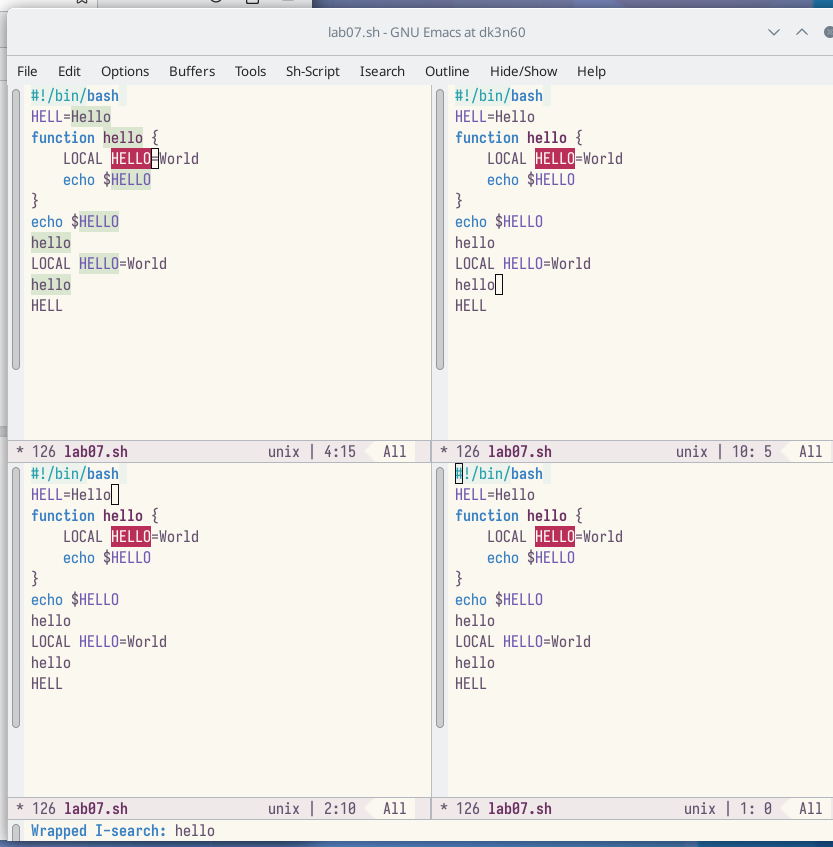 lab07.sh - GNU Emacs at dk3n60
File Edit Options Buffers Tools Sh-Script Isearch Outline Hide/Show Help
#!/bin/bash
HELL=Hello
function hello {
    LOCAL HELLO=World
    echo $HELLO
}
echo $HELLO
hello
LOCAL HELLO=World
hello
HELL
* 126 lab07.sh unix | 4:15 All
#!/bin/bash
HELL=Hello
function hello {
    LOCAL HELLO=World
    echo $HELLO
}
echo $HELLO
hello
LOCAL HELLO=World
hello
HELL
* 126 lab07.sh unix | 10: 5 All
#!/bin/bash
HELL=Hello
function hello {
    LOCAL HELLO=World
    echo $HELLO
}
echo $HELLO
hello
LOCAL HELLO=World
hello
HELL
* 126 lab07.sh unix | 2:10 All
#!/bin/bash
HELL=Hello
function hello {
    LOCAL HELLO=World
    echo $HELLO
}
echo $HELLO
hello
LOCAL HELLO=World
hello
HELL
* 126 lab07.sh unix | 1: 0 All
Wrapped I-search: hello